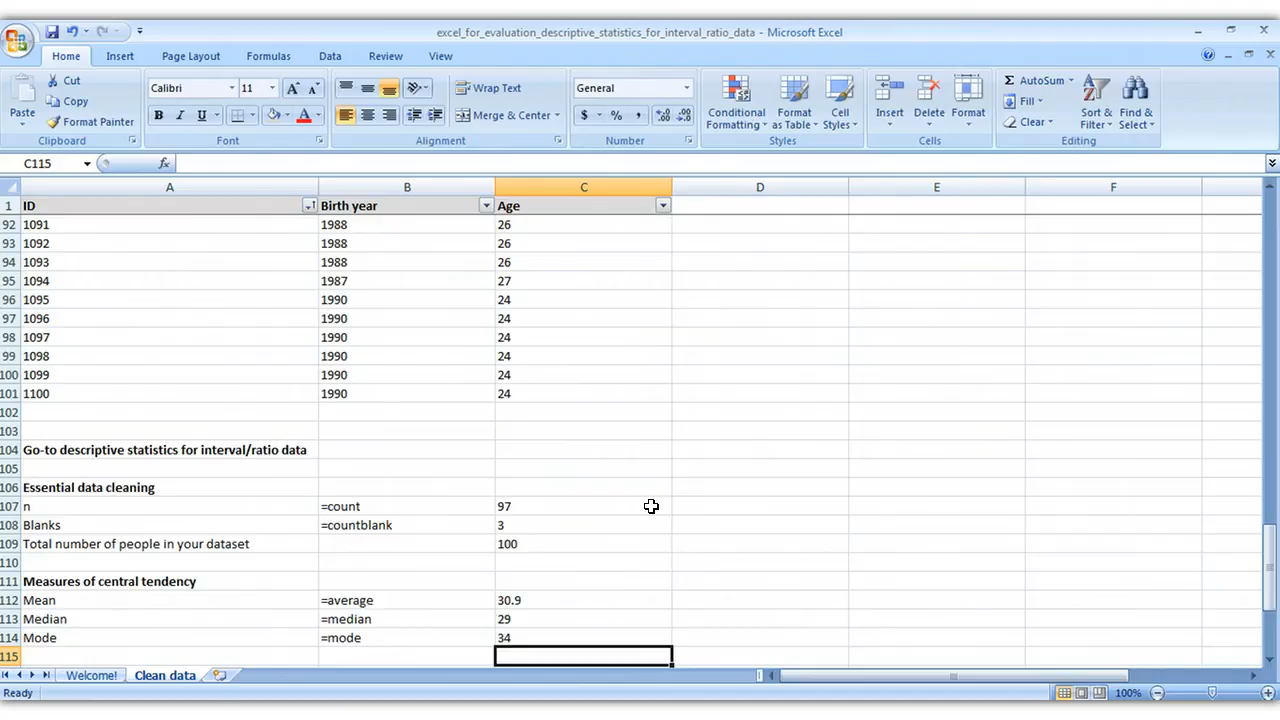 excel_for_evaluation_descriptive_statistics_for_interval_ratio_data - Microsoft Excel
Home Insert Page Layout Formulas Data Review View
Paste Cut Copy Format Painter Clipboard
Calibri 11 B I U A Font
Wrap Text Merge & Center Alignment
General $ % , Number
Conditional Formatting Format as Table Cell Styles Styles
Insert Delete Format Cells
AutoSum Fill Clear Sort & Filter Find & Select Editing
C115 fx
A B C D E F
1 ID Birth year Age
92 1091 1988 26
93 1092 1988 26
94 1093 1988 26
95 1094 1987 27
96 1095 1990 24
97 1096 1990 24
98 1097 1990 24
99 1098 1990 24
100 1099 1990 24
101 1100 1990 24
102
103
104 Go-to descriptive statistics for interval/ratio data
105
106 Essential data cleaning
107 n =count 97
108 Blanks =countblank 3
109 Total number of people in your dataset 100
110
111 Measures of central tendency
112 Mean =average 30.9
113 Median =median 29
114 Mode =mode 34
115
Welcome! Clean data
Ready 100%